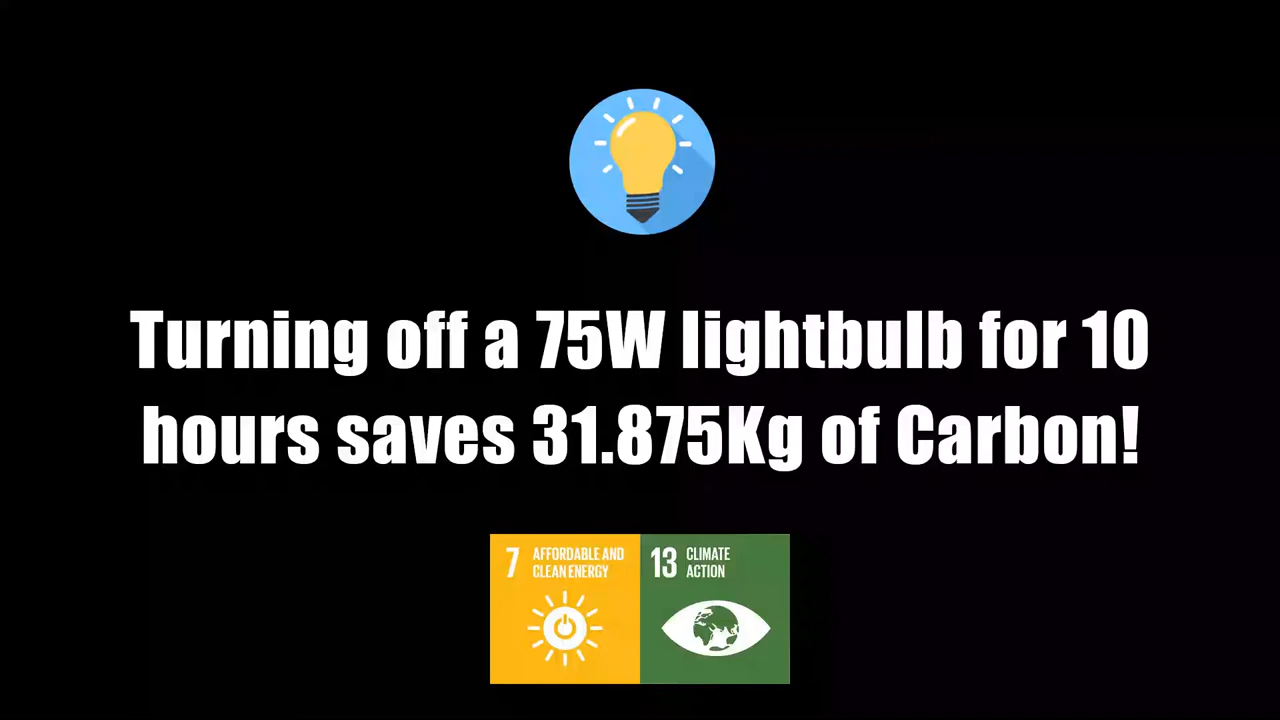 Turning off a 75W lightbulb for 10
hours saves 31.875Kg of Carbon!
7 AFFORDABLE AND
CLEAN ENERGY
13 CLIMATE
ACTION